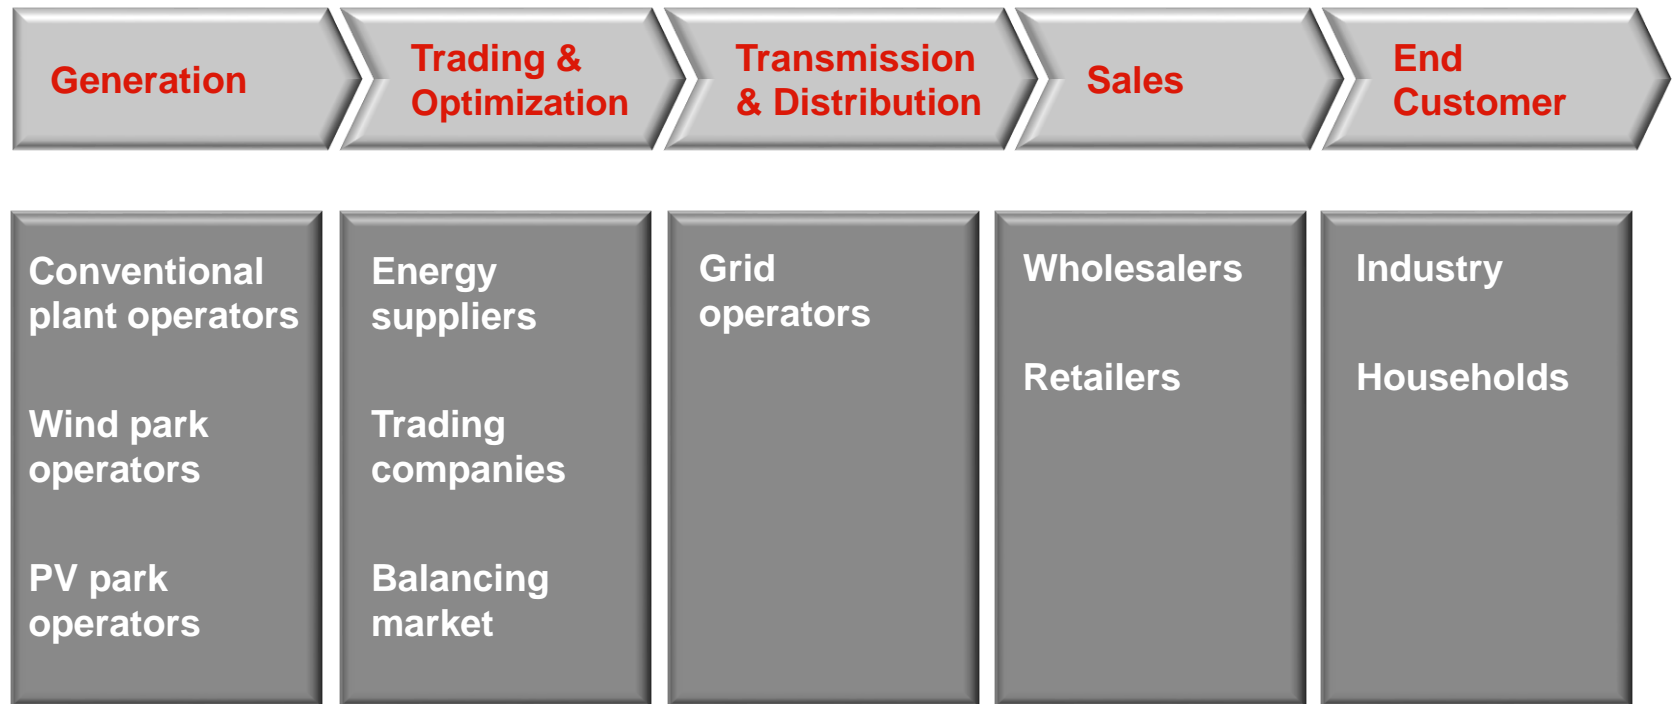 Generation
Trading &
Optimization
Transmission
& Distribution
Sales
End
Customer
Conventional
plant operators
Wind park
operators
PV park
operators
Energy
suppliers
Trading
companies
Balancing
market
Grid
operators
Wholesalers
Retailers
Industry
Households